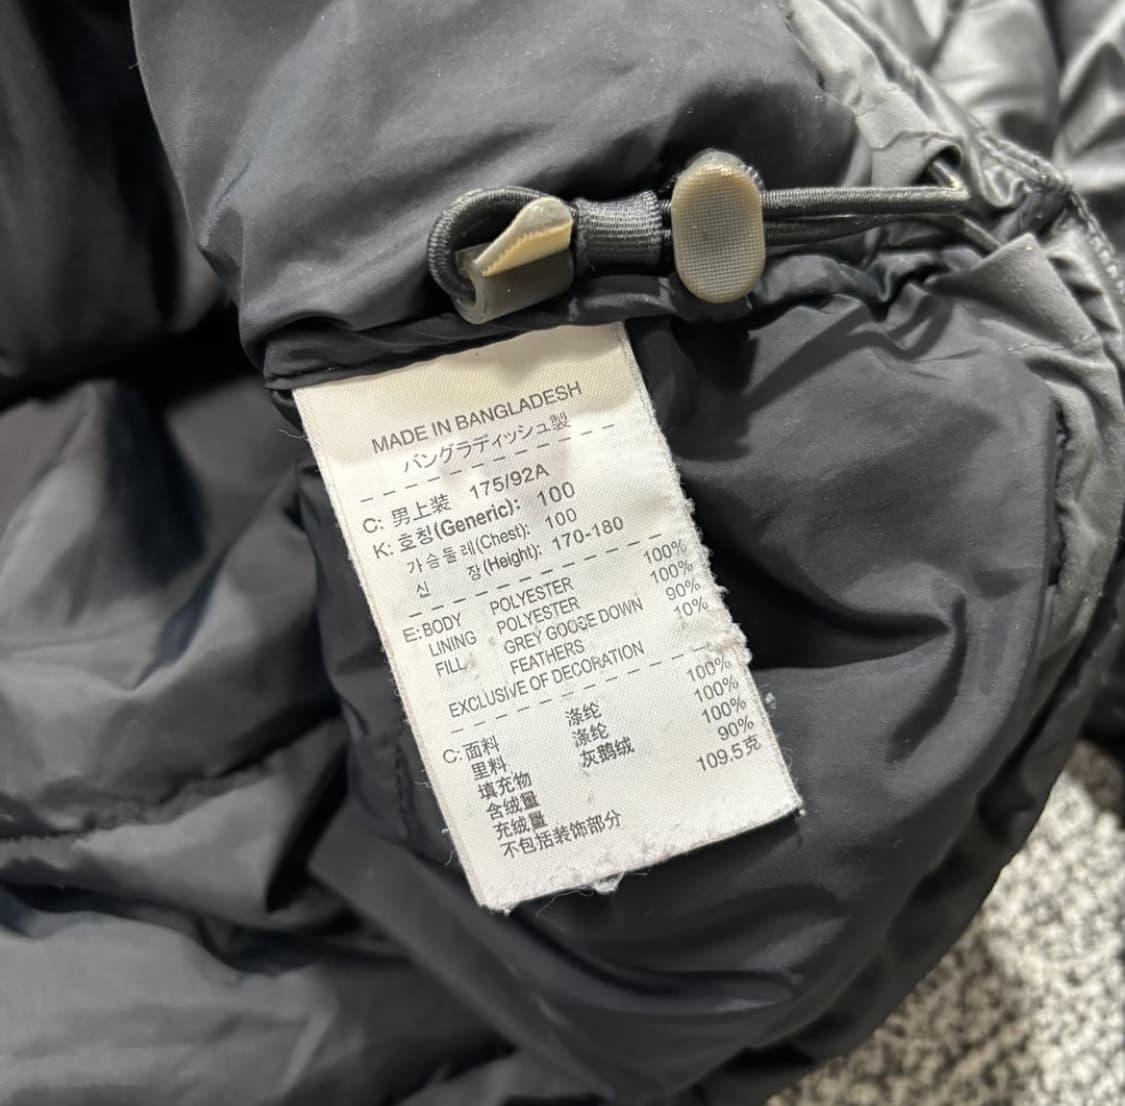 MADE IN BANGLADESH
バングラディッシュ製
C: 男上装 175/92A
K: 호칭(Generic): 100
가슴둘레(Chest): 100
신 장(Height): 170-180
E: BODY POLYESTER 100%
LINING POLYESTER 100%
FILL GREY GOOSE DOWN 90%
FEATHERS 10%
EXCLUSIVE OF DECORATION
C: 面料 涤纶 100%
里料 涤纶 100%
填充物 灰鹅绒 100%
含绒量 90%
充绒量 109.5克
不包括装饰部分